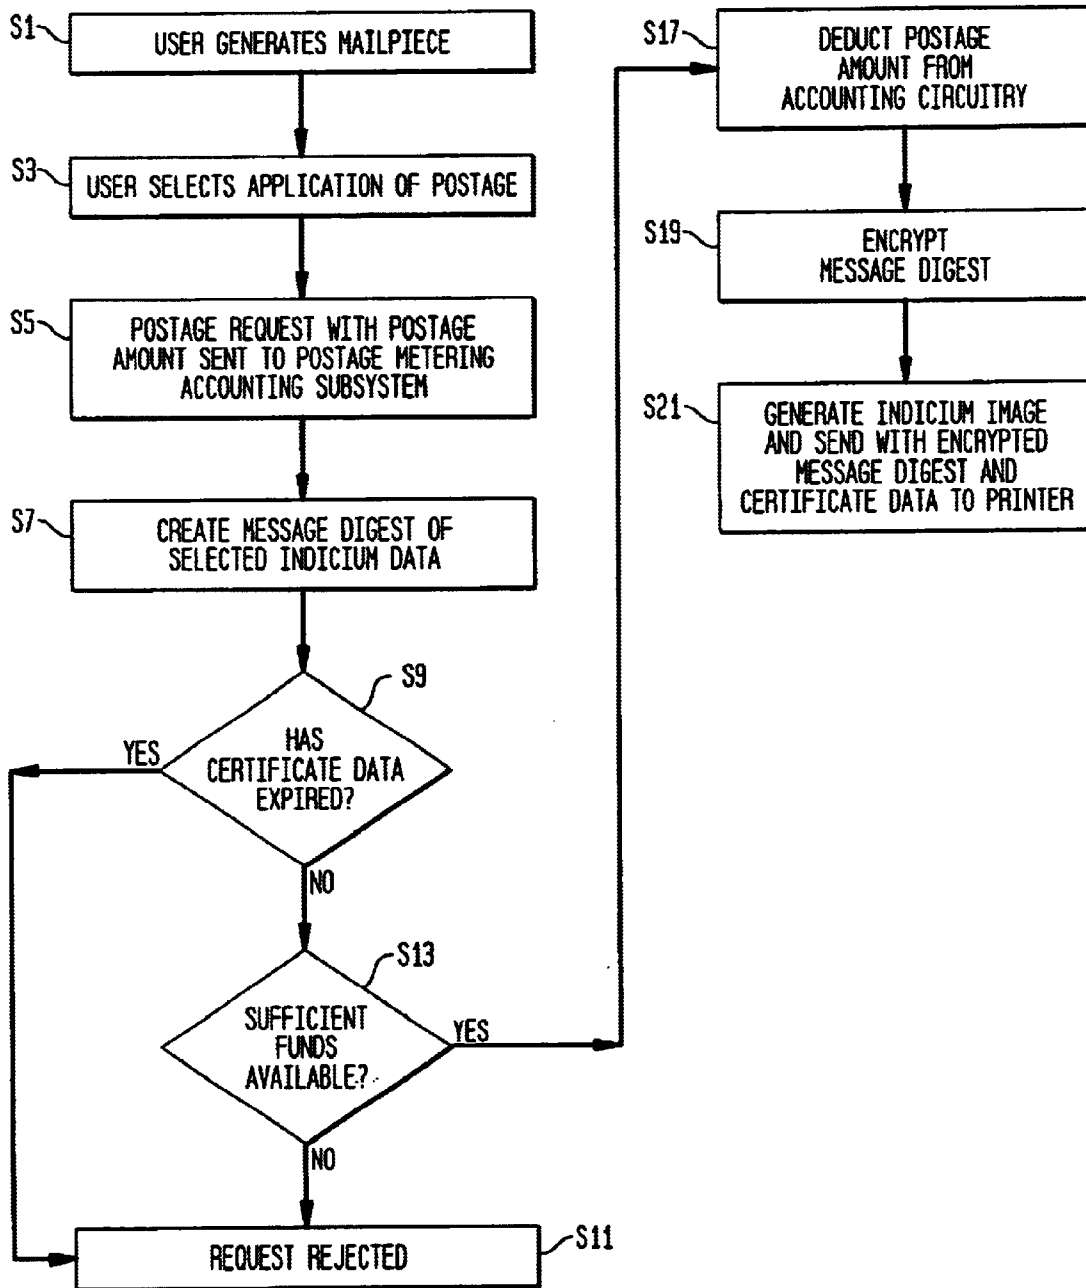 S1
USER GENERATES MAILPIECE
S3
USER SELECTS APPLICATION OF POSTAGE
S5
POSTAGE REQUEST WITH POSTAGE
AMOUNT SENT TO POSTAGE METERING
ACCOUNTING SUBSYSTEM
S7
CREATE MESSAGE DIGEST OF
SELECTED INDICIUM DATA
S9
HAS
CERTIFICATE DATA
EXPIRED?
YES
NO
S13
SUFFICIENT
FUNDS
AVAILABLE?
YES
NO
REQUEST REJECTED
S11
S17
DEDUCT POSTAGE
AMOUNT FROM
ACCOUNTING CIRCUITRY
S19
ENCRYPT
MESSAGE DIGEST
S21
GENERATE INDICIUM IMAGE
AND SEND WITH ENCRYPTED
MESSAGE DIGEST AND
CERTIFICATE DATA TO PRINTER